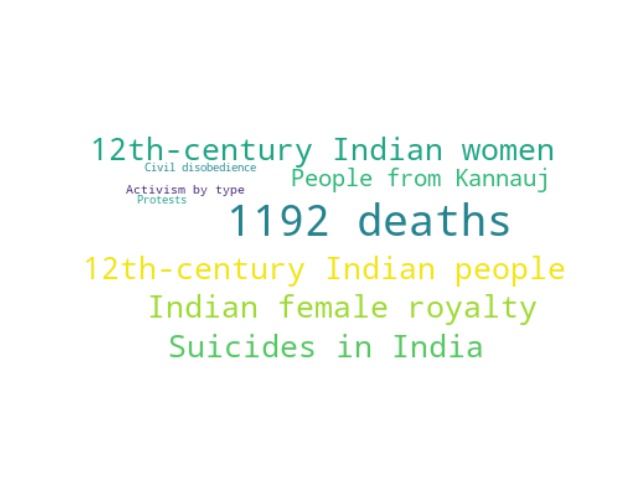 12th-century Indian women
Civil disobedience
People from Kannauj
Activism by type
Protests
1192 deaths
12th-century Indian people
Indian female royalty
Suicides in India